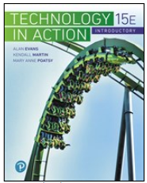 TECHNOLOGY 15E
IN ACTION INTRODUCTORY
ALAN EVANS
KENDALL MARTIN
MARY ANNE POATSY
P